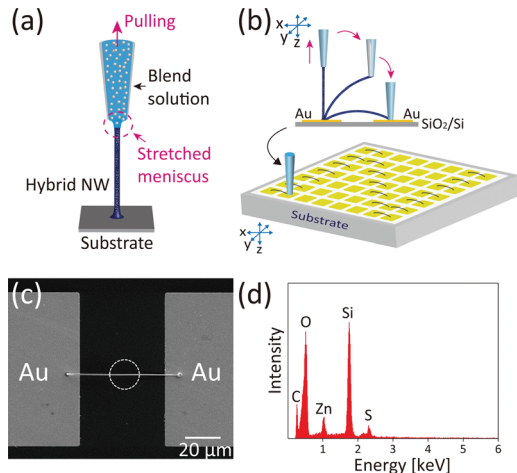 (a)
Pulling
Blend
solution
Stretched
meniscus
Hybrid NW
Substrate
(b)
x
y
z
Au
Au
SiO₂/Si
Substrate
x
y
z
(c)
Au
Au
20 µm
(d)
Intensity
C
O
Zn
Si
S
1 2 3 4 5 6
Energy [keV]